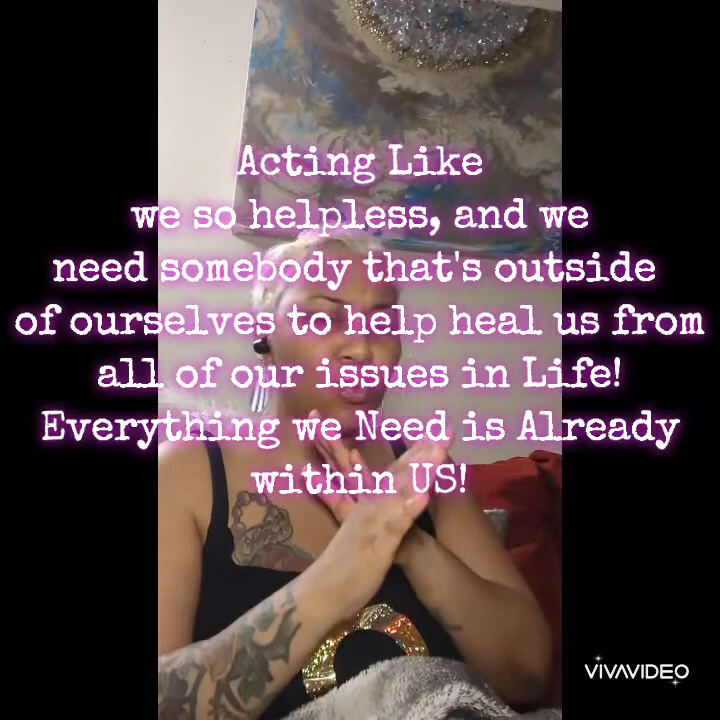 Acting Like
we so helpless, and we
need somebody that's outside
of ourselves to help heal us from
all of our issues in Life!
Everything we Need is Already
within US!
VIVAVIDEO